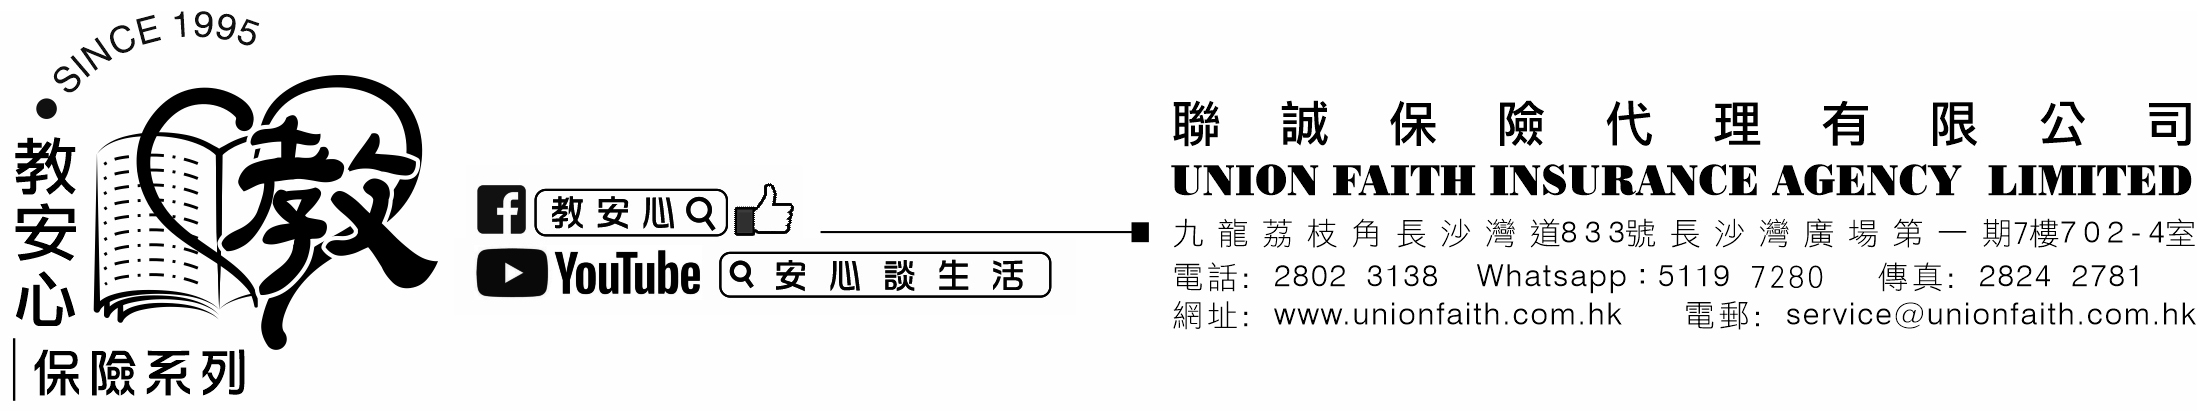 SINCE 1995
教安心
教
保險系列
教安心
YouTube 安心談生活
聯誠保險代理有限公司
UNION FAITH INSURANCE AGENCY LIMITED
九龍荔枝角長沙灣道833號長沙灣廣場第一期7樓702-4室
電話: 2802 3138 Whatsapp：5119 7280 傳真: 2824 2781
網址: www.unionfaith.com.hk 電郵: service@unionfaith.com.hk